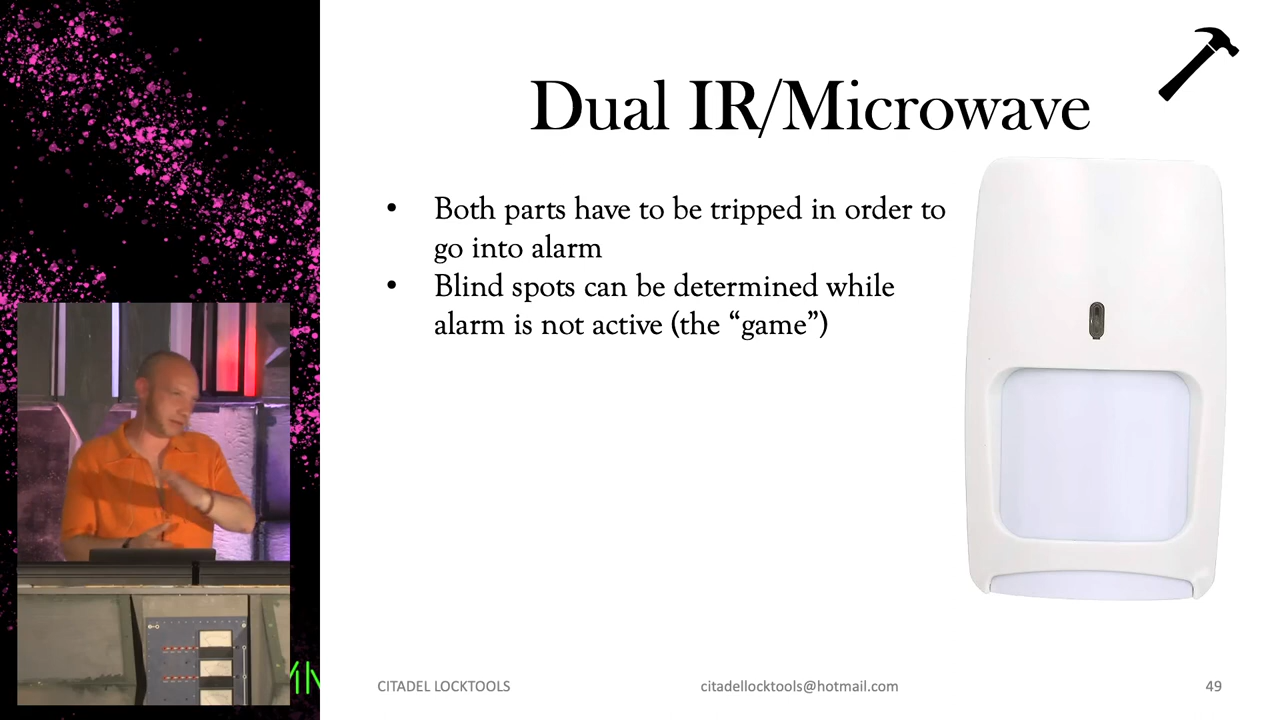 Dual IR/Microwave
• Both parts have to be tripped in order to
go into alarm
• Blind spots can be determined while
alarm is not active (the “game”)
CITADEL LOCKTOOLS
citadellocktools@hotmail.com
49